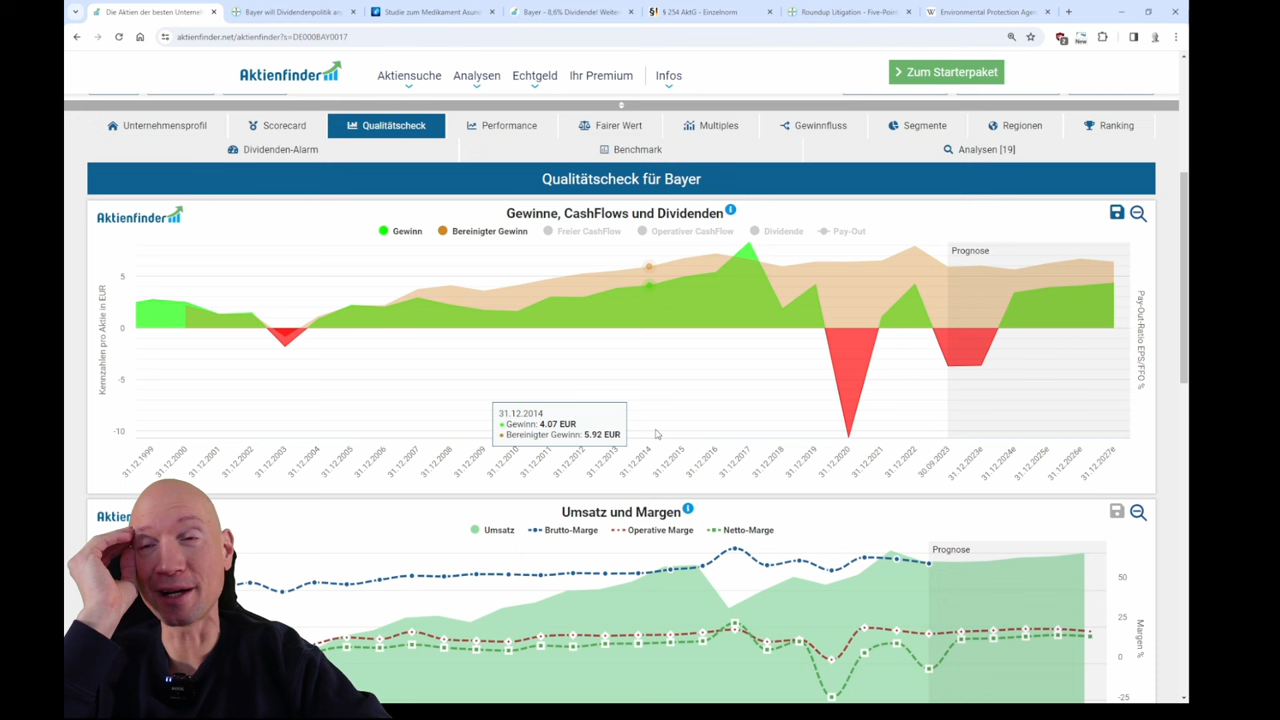 Die Aktien der besten Unterneh
Bayer will Dividendenpolitik an
Studie zum Medikament Asund
Bayer - 8,6% Dividende! Weiter
§ 254 AktG - Einzelnorm
Roundup Litigation - Five-Point
Environmental Protection Agen
aktienfinder.net/aktienfinder?s=DE000BAY0017
Aktienfinder
Aktiensuche
Analysen
Echtgeld
Ihr Premium
Infos
Zum Starterpaket
Unternehmensprofil
Scorecard
Qualitätscheck
Performance
Fairer Wert
Multiples
Gewinnfluss
Segmente
Regionen
Ranking
Dividenden-Alarm
Benchmark
Analysen [19]
Qualitätscheck für Bayer
Aktienfinder
Gewinne, CashFlows und Dividenden
Gewinn
Bereinigter Gewinn
Freier CashFlow
Operativer CashFlow
Dividende
Pay-Out
Prognose
Kennzahlen pro Aktie in EUR
5
0
-5
-10
Pay-Out-Ratio EPS/FFO %
31.12.2014
Gewinn: 4.07 EUR
Bereinigter Gewinn: 5.92 EUR
31.12.1999
31.12.2000
31.12.2001
31.12.2002
31.12.2003
31.12.2004
31.12.2005
31.12.2006
31.12.2007
31.12.2008
31.12.2009
31.12.2010
31.12.2011
31.12.2012
31.12.2013
31.12.2014
31.12.2015
31.12.2016
31.12.2017
31.12.2018
31.12.2019
31.12.2020
31.12.2021
31.12.2022
30.09.2023
31.12.2023e
31.12.2024e
31.12.2025e
31.12.2026e
31.12.2027e
Aktien
Umsatz und Margen
Umsatz
Brutto-Marge
Operative Marge
Netto-Marge
Prognose
50
25
0
-25
Margen %